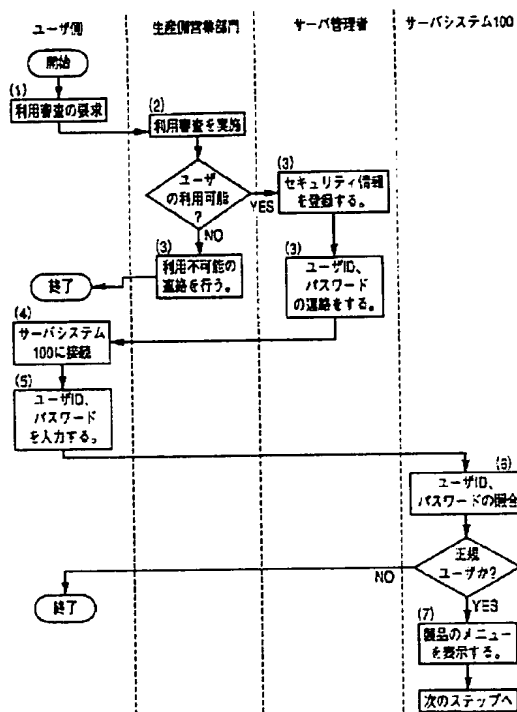 ユーザ側
生産側営業部門
サーバ管理者
サーバシステム100
開始
(1)
利用審査の要求
(2)
利用審査を実施
ユーザ
の利用可能
?
YES
NO
(3)
セキュリティ情報
を登録する。
(3)
利用不可能の
連絡を行う。
終了
(3)
ユーザID、
パスワード
の連絡をする。
(4)
サーバシステム
100に接続
(5)
ユーザID、
パスワード
を入力する。
(6)
ユーザID、
パスワードの照合
正規
ユーザか?
NO
YES
終了
(7)
製品のメニュー
を表示する。
次のステップへ